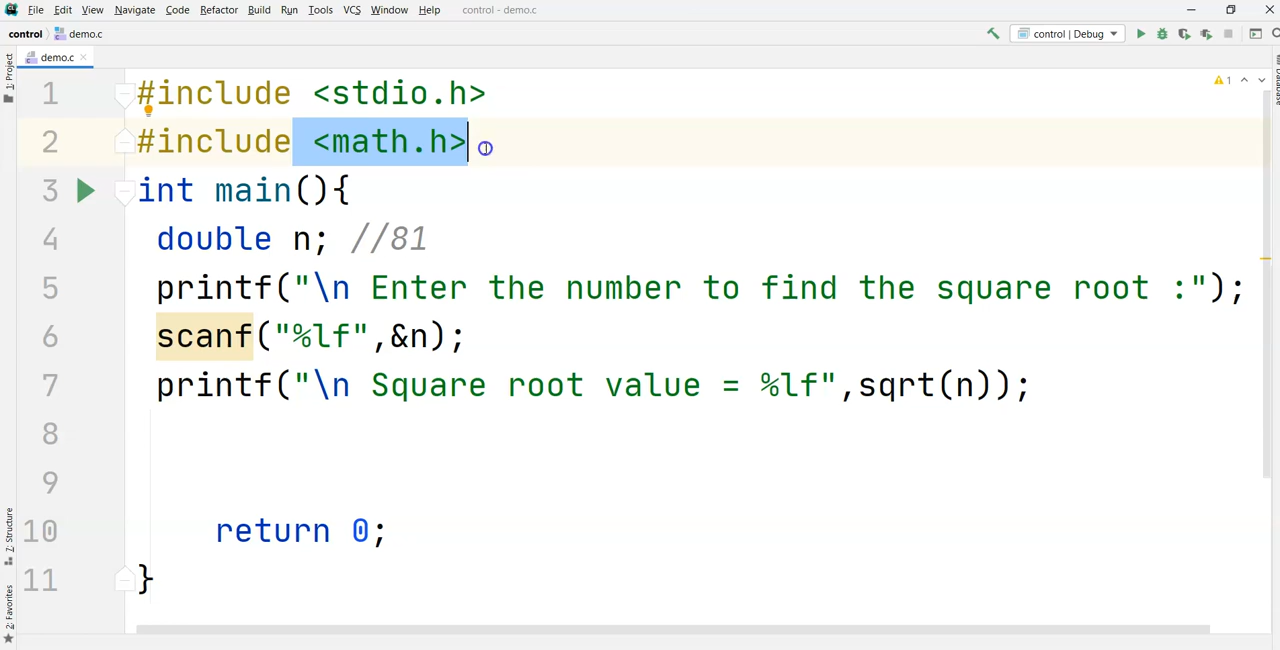 File Edit View Navigate Code Refactor Build Run Tools VCS Window Help control - demo.c
control demo.c control | Debug
demo.c
1: Project
1 #include <stdio.h> 1
2 #include <math.h>
3 int main(){
4 double n; //81
5 printf("\n Enter the number to find the square root :");
6 scanf("%lf",&n);
7 printf("\n Square root value = %lf",sqrt(n));
8
9
10 return 0;
11 }
Z: Structure
2: Favorites
Database